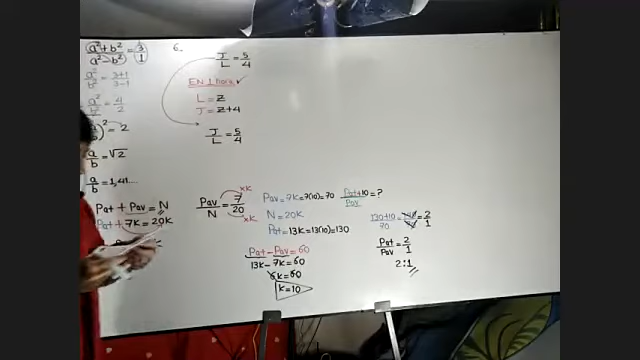 a² + b² = 3
a² - b² 1
a² = 3+1
b² 3-1
a² = 4
b² 2
)² = 2
a = √2
b
a = 1,41....
b
Pat + Pav = N
Pat + 7K = 20K
6.
J = 5
L 4
EN 1 hora ✓
L = Z
J = Z+4
J = 5
L 4
Pav = 7 xK
N 20 xK
Pav = 7K = 7(10) = 70
N = 20K
Pat = 13K = 13(10) = 130
Pat - Pav = 60
13K - 7K = 60
6K = 60
K = 10
Pat+10 = ?
Pav
130+10 = 140 = 2
70 70 1
Pat = 2
Pav 1
2:1